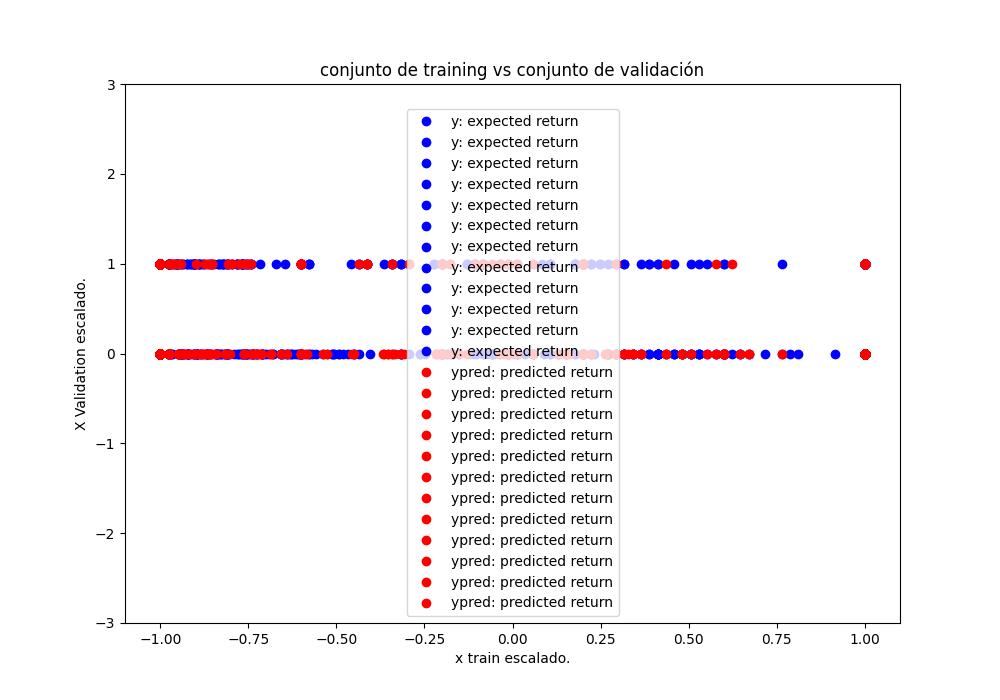 conjunto de training vs conjunto de validación
3
2
1
0
−1
−2
−3
X Validation escalado.
y: expected return
y: expected return
y: expected return
y: expected return
y: expected return
y: expected return
y: expected return
y: expected return
y: expected return
y: expected return
y: expected return
y: expected return
ypred: predicted return
ypred: predicted return
ypred: predicted return
ypred: predicted return
ypred: predicted return
ypred: predicted return
ypred: predicted return
ypred: predicted return
ypred: predicted return
ypred: predicted return
ypred: predicted return
ypred: predicted return
−1.00 −0.75 −0.50 −0.25 0.00 0.25 0.50 0.75 1.00
x train escalado.